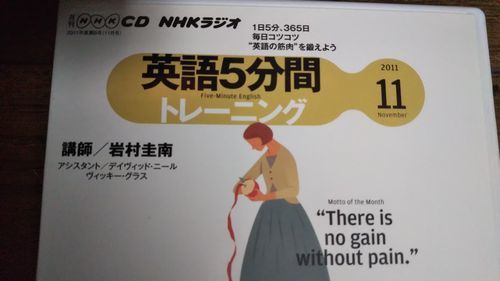 月刊 NHK CD NHKラジオ
1日5分、365日
毎日コツコツ
"英語の筋肉"を鍛えよう
英語5分間
Five-Minute English
トレーニング
2011
11
November
講師／岩村圭南
アシスタント／デイヴィッド・ニール
ヴィッキー・グラス
Motto of the Month
"There is
no gain
without pain."